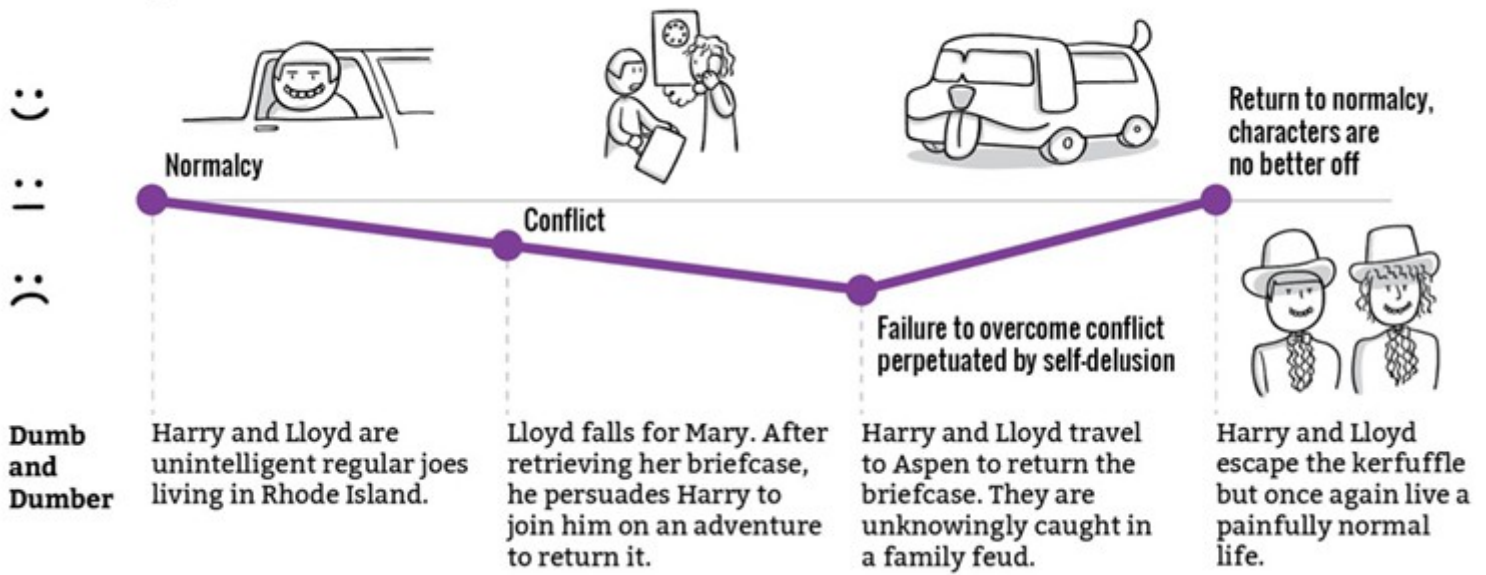 Normalcy
Conflict
Failure to overcome conflict
perpetuated by self-delusion
Return to normalcy,
characters are
no better off
Dumb
and
Dumber
Harry and Lloyd are
unintelligent regular joes
living in Rhode Island.
Lloyd falls for Mary. After
retrieving her briefcase,
he persuades Harry to
join him on an adventure
to return it.
Harry and Lloyd travel
to Aspen to return the
briefcase. They are
unknowingly caught in
a family feud.
Harry and Lloyd
escape the kerfuffle
but once again live a
painfully normal
life.